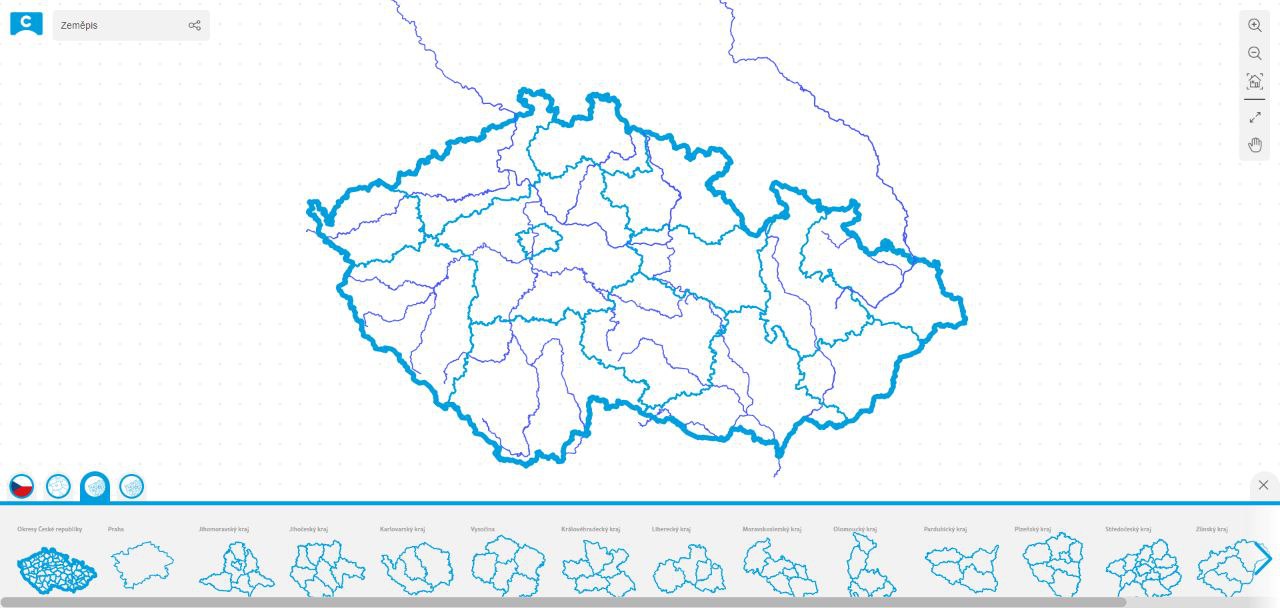 C
Zeměpis
Okresy České republiky
Praha
Jihomoravský kraj
Jihočeský kraj
Karlovarský kraj
Vysočina
Královéhradecký kraj
Liberecký kraj
Moravskoslezský kraj
Olomoucký kraj
Pardubický kraj
Plzeňský kraj
Středočeský kraj
Zlínský kraj